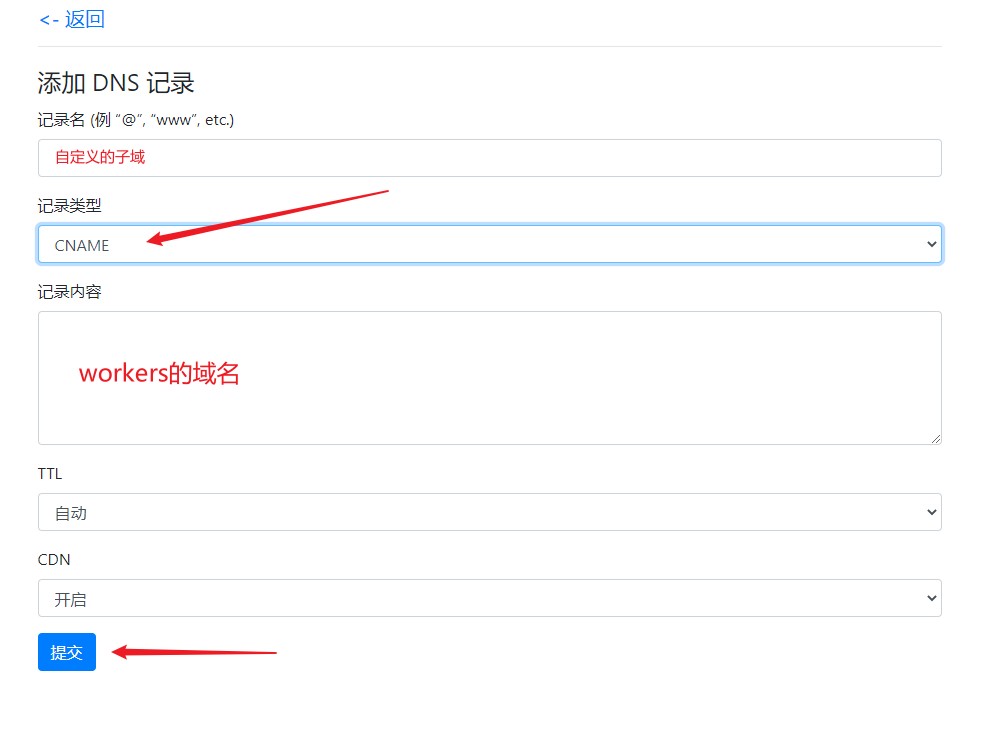 <- 返回
添加 DNS 记录
记录名 (例 “@”, “www”, etc.)
自定义的子域
记录类型
CNAME
记录内容
workers的域名
TTL
自动
CDN
开启
提交